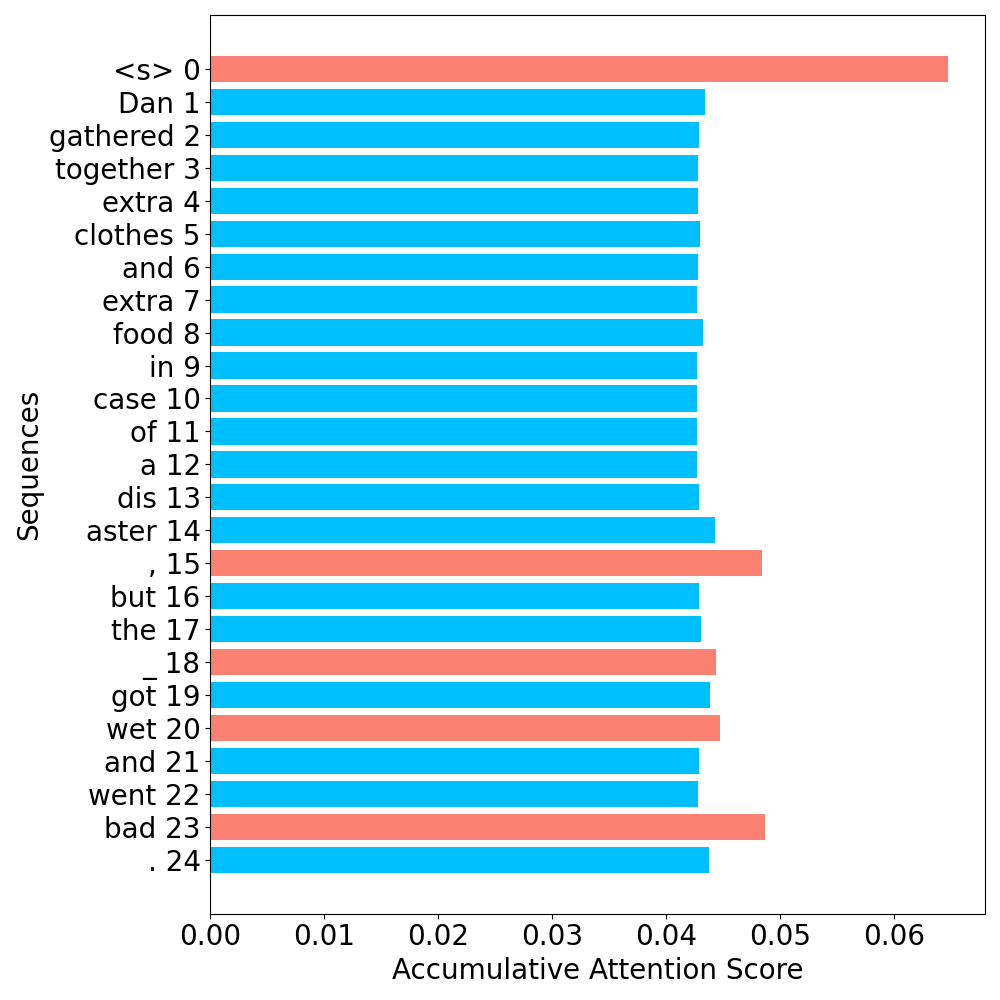 <s> 0
Dan 1
gathered 2
together 3
extra 4
clothes 5
and 6
extra 7
food 8
in 9
case 10
of 11
a 12
dis 13
aster 14
, 15
but 16
the 17
_ 18
got 19
wet 20
and 21
went 22
bad 23
. 24
Sequences
0.00 0.01 0.02 0.03 0.04 0.05 0.06
Accumulative Attention Score